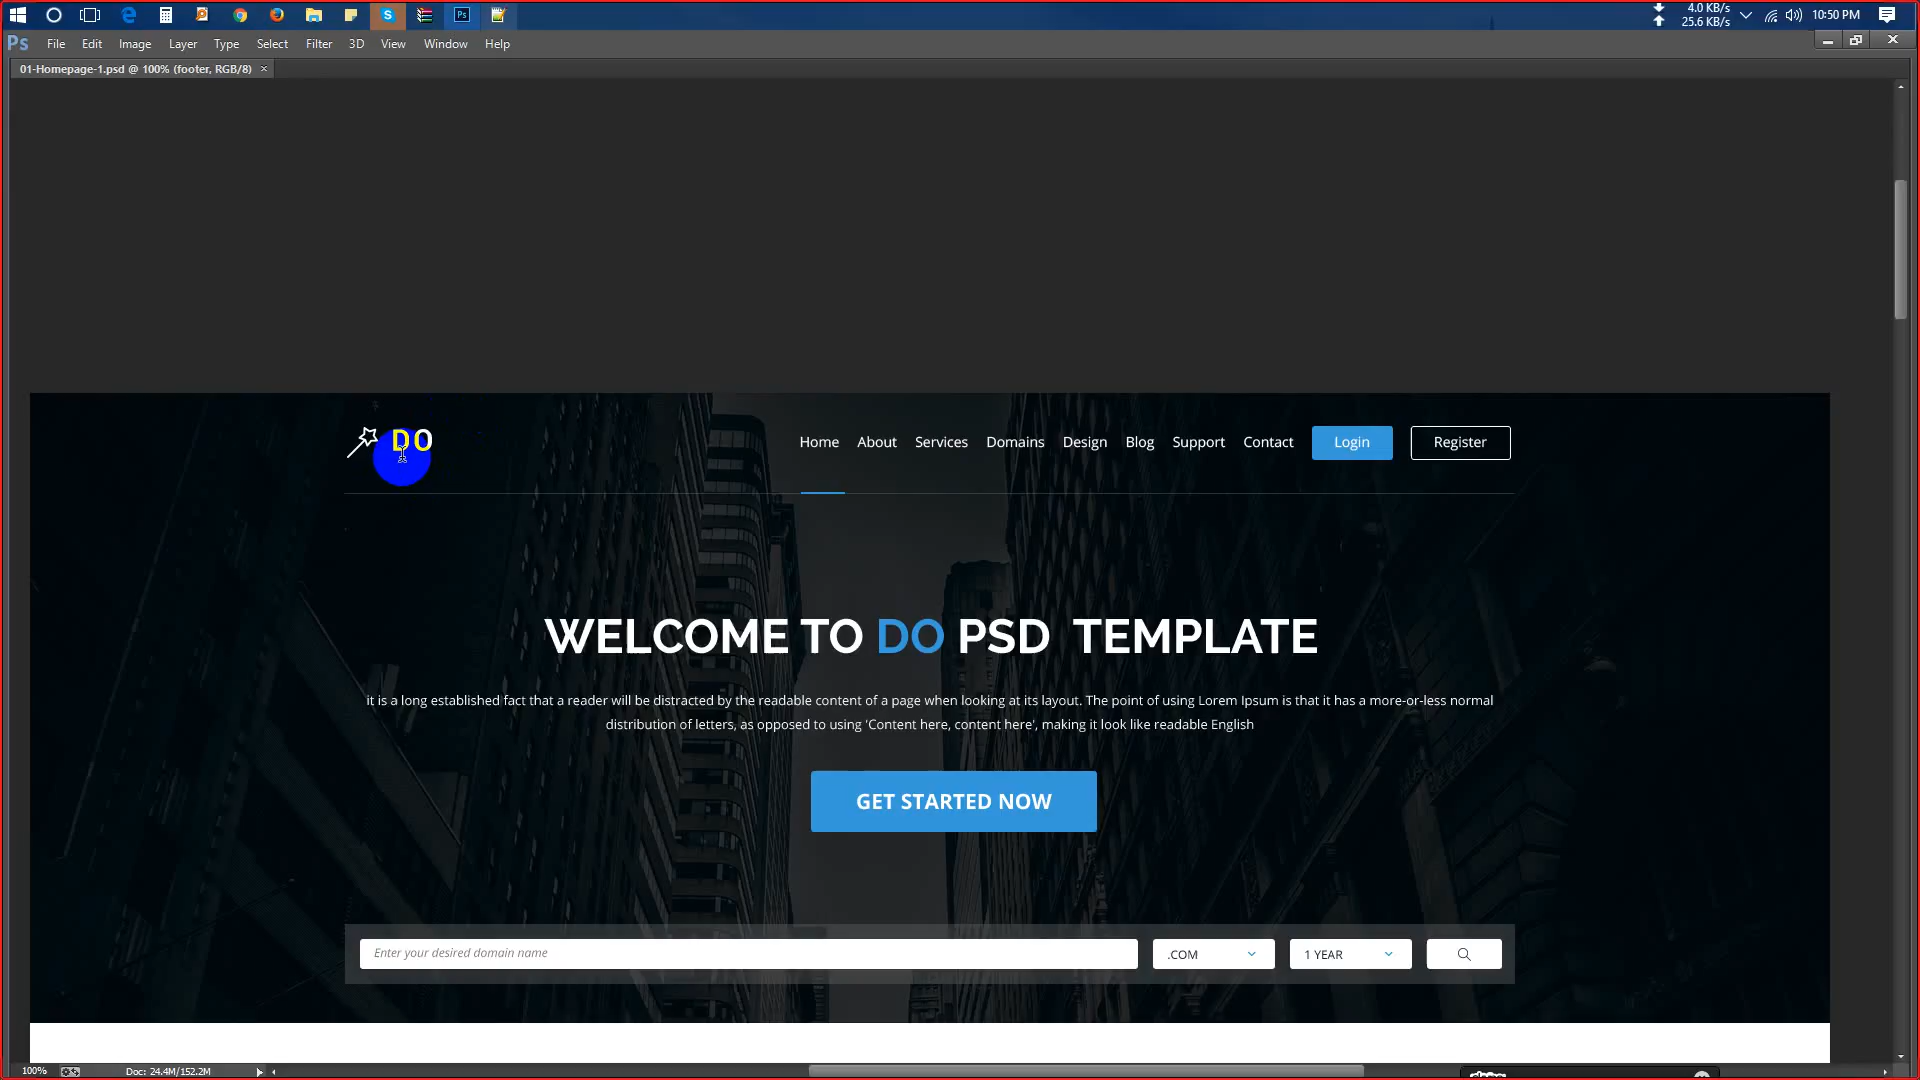 4.0 KB/s
25.6 KB/s
10:50 PM
Ps
File Edit Image Layer Type Select Filter 3D View Window Help
01-Homepage-1.psd @ 100% (footer, RGB/8) ×
DO
Home About Services Domains Design Blog Support Contact Login Register
WELCOME TO DO PSD TEMPLATE
it is a long established fact that a reader will be distracted by the readable content of a page when looking at its layout. The point of using Lorem Ipsum is that it has a more-or-less normal
distribution of letters, as opposed to using 'Content here, content here', making it look like readable English
GET STARTED NOW
Enter your desired domain name .COM 1 YEAR
100% Doc: 24.4M/152.2M